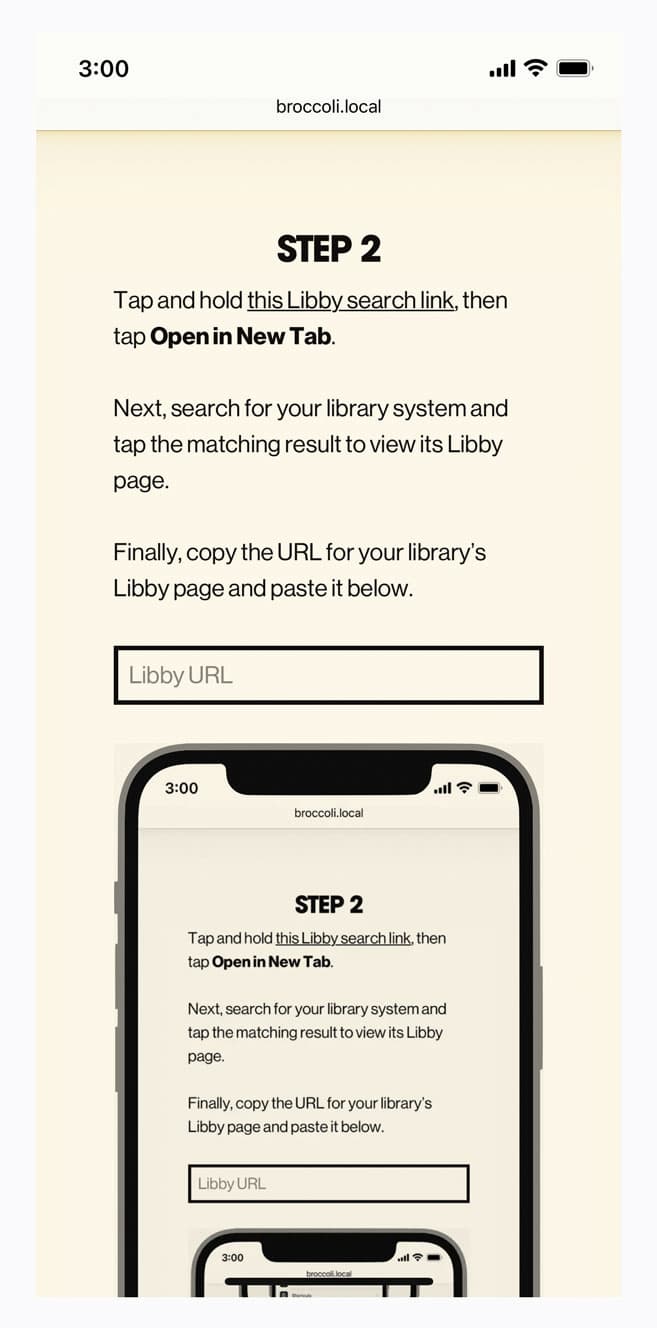 3:00
broccoli.local
STEP 2
Tap and hold this Libby search link, then
tap Open in New Tab.
Next, search for your library system and
tap the matching result to view its Libby
page.
Finally, copy the URL for your library's
Libby page and paste it below.
Libby URL
3:00
broccoli.local
STEP 2
Tap and hold this Libby search link, then
tap Open in New Tab.
Next, search for your library system and
tap the matching result to view its Libby
page.
Finally, copy the URL for your library's
Libby page and paste it below.
Libby URL
3:00
broccoli.local